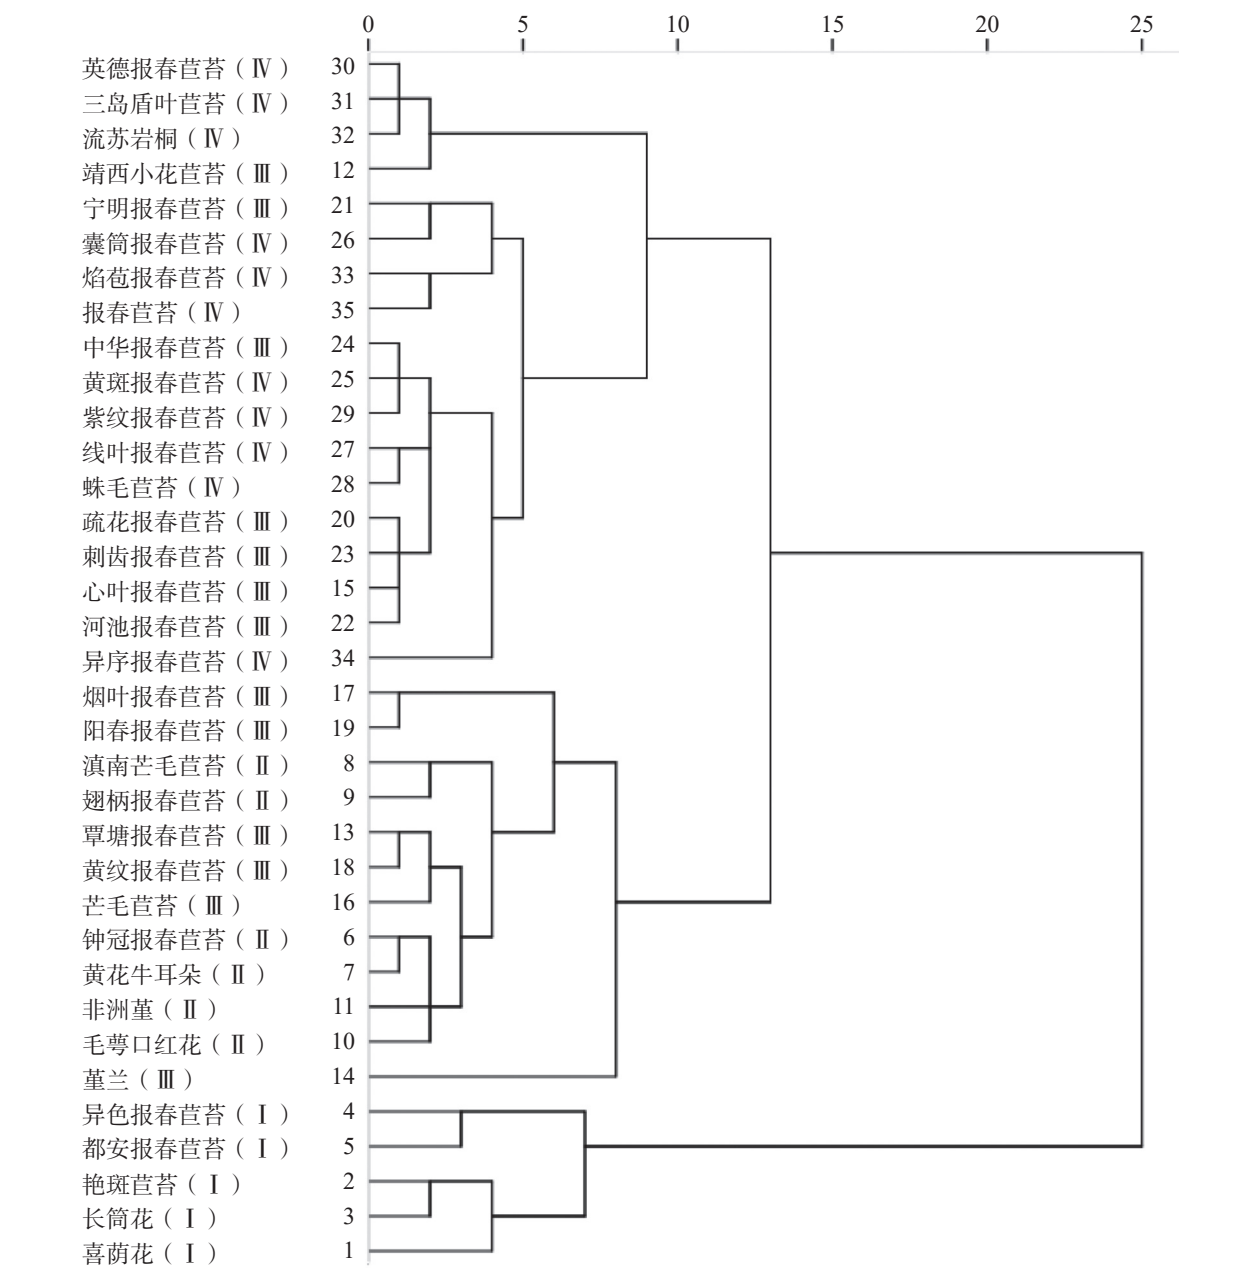 0 5 10 15 20 25
英德报春苣苔（Ⅳ） 30
三岛盾叶苣苔（Ⅳ） 31
流苏岩桐（Ⅳ） 32
靖西小花苣苔（Ⅲ） 12
宁明报春苣苔（Ⅲ） 21
囊筒报春苣苔（Ⅳ） 26
焰苞报春苣苔（Ⅳ） 33
报春苣苔（Ⅳ） 35
中华报春苣苔（Ⅲ） 24
黄斑报春苣苔（Ⅳ） 25
紫纹报春苣苔（Ⅳ） 29
线叶报春苣苔（Ⅳ） 27
蛛毛苣苔（Ⅳ） 28
疏花报春苣苔（Ⅲ） 20
刺齿报春苣苔（Ⅲ） 23
心叶报春苣苔（Ⅲ） 15
河池报春苣苔（Ⅲ） 22
异序报春苣苔（Ⅳ） 34
烟叶报春苣苔（Ⅲ） 17
阳春报春苣苔（Ⅲ） 19
滇南芒毛苣苔（Ⅱ） 8
翅柄报春苣苔（Ⅱ） 9
覃塘报春苣苔（Ⅲ） 13
黄纹报春苣苔（Ⅲ） 18
芒毛苣苔（Ⅲ） 16
钟冠报春苣苔（Ⅱ） 6
黄花牛耳朵（Ⅱ） 7
非洲堇（Ⅱ） 11
毛萼口红花（Ⅱ） 10
堇兰（Ⅲ） 14
异色报春苣苔（Ⅰ） 4
都安报春苣苔（Ⅰ） 5
艳斑苣苔（Ⅰ） 2
长筒花（Ⅰ） 3
喜荫花（Ⅰ） 1